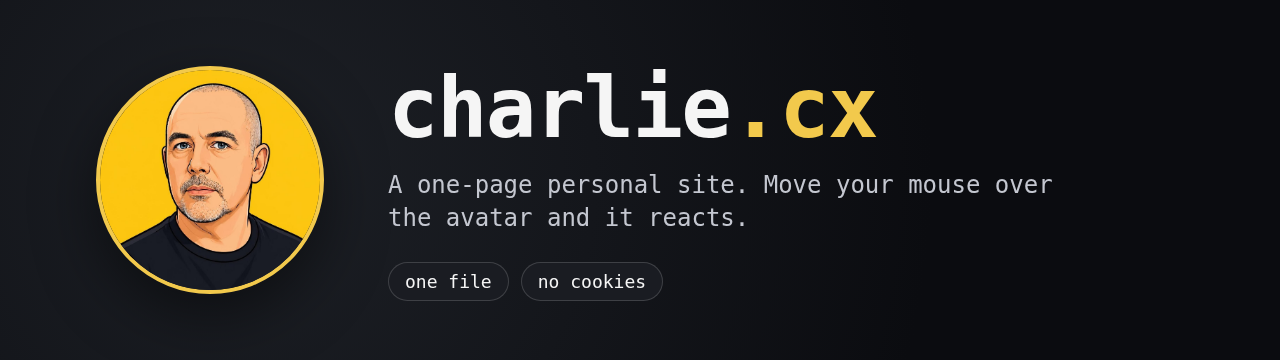 charlie.cx
A one-page personal site. Move your mouse over
the avatar and it reacts.
one file
no cookies